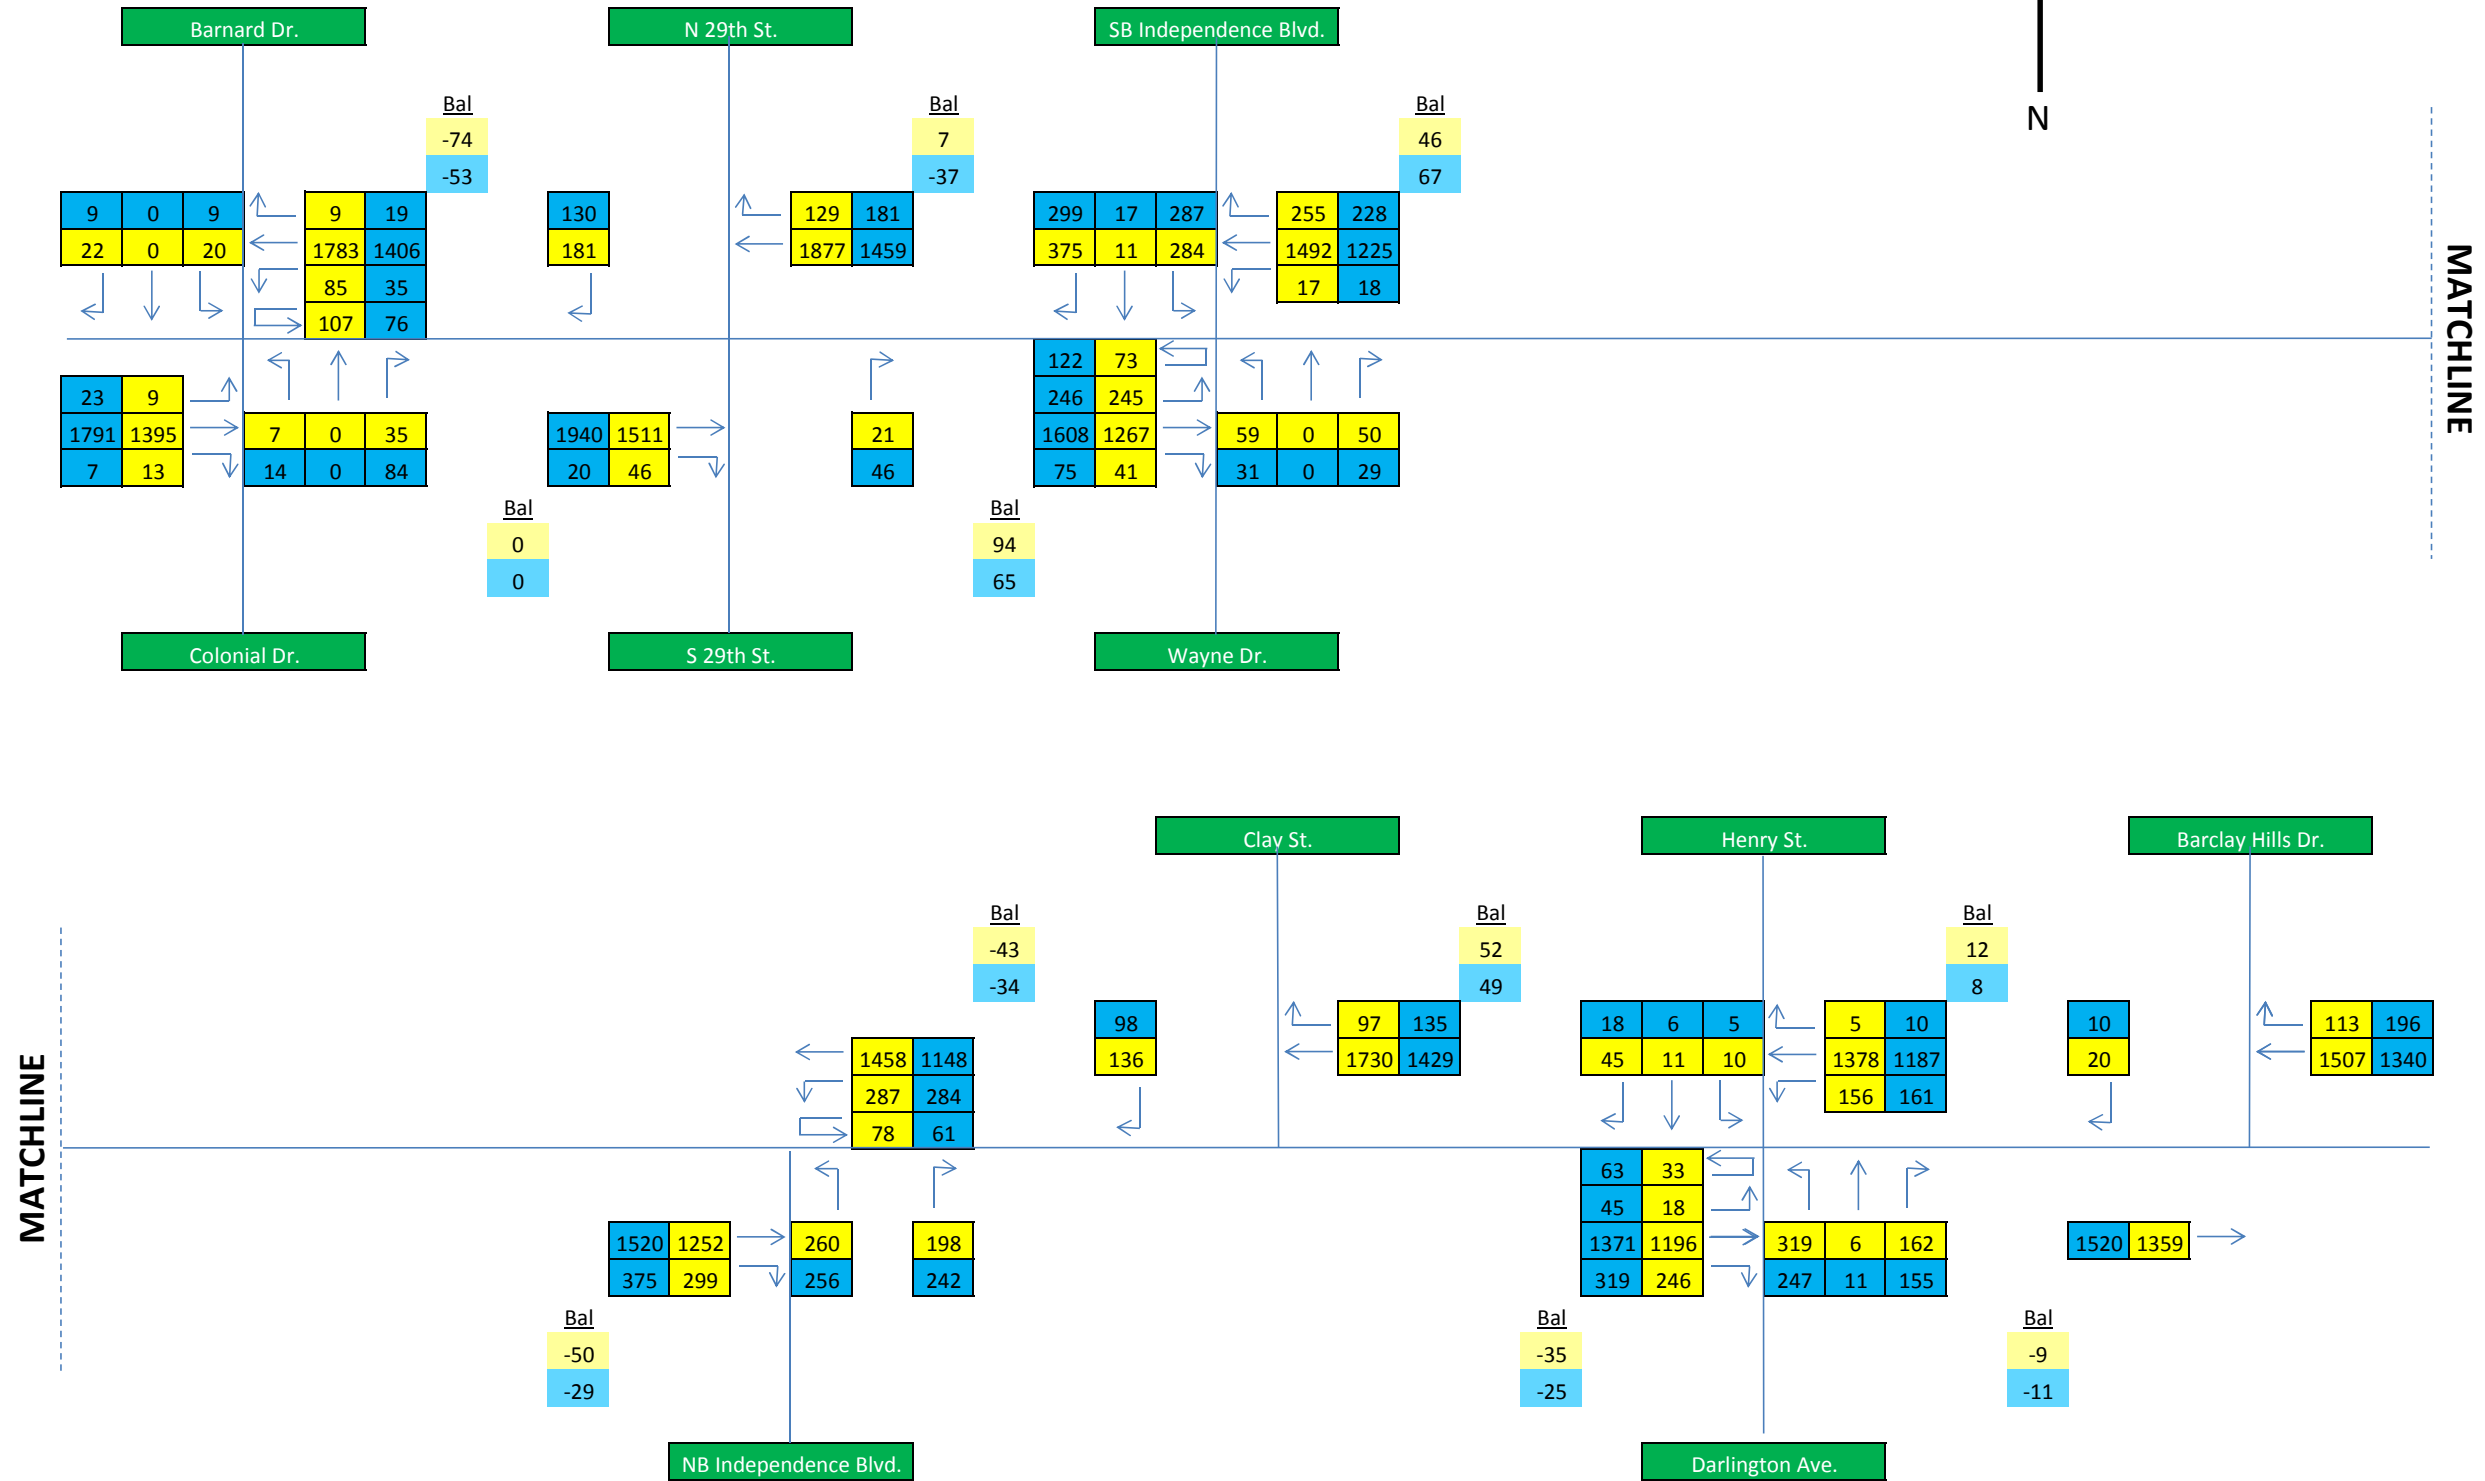 Barnard Dr. N 29th St. SB Independence Blvd.
N
Bal Bal Bal
-74 7 46
-53 -37 67
9 0 9 9 19 130 129 181 299 17 287 255 228
22 0 20 1783 1406 181 1877 1459 375 11 284 1492 1225
85 35 17 18
107 76
122 73
23 9 246 245
1791 1395 7 0 35 1940 1511 21 1608 1267 59 0 50
7 13 14 0 84 20 46 46 75 41 31 0 29
Bal Bal
0 94
0 65
Colonial Dr. S 29th St. Wayne Dr.
MATCHLINE
Clay St. Henry St. Barclay Hills Dr.
Bal Bal Bal
-43 52 12
-34 49 8
98 97 135 18 6 5 5 10 10 113 196
1458 1148 136 1730 1429 45 11 10 1378 1187 20 1507 1340
287 284 156 161
78 61
63 33
45 18
1520 1252 260 198 1371 1196 319 6 162 1520 1359
375 299 256 242 319 246 247 11 155
Bal Bal Bal
-50 -35 -9
-29 -25 -11
NB Independence Blvd. Darlington Ave.
MATCHLINE